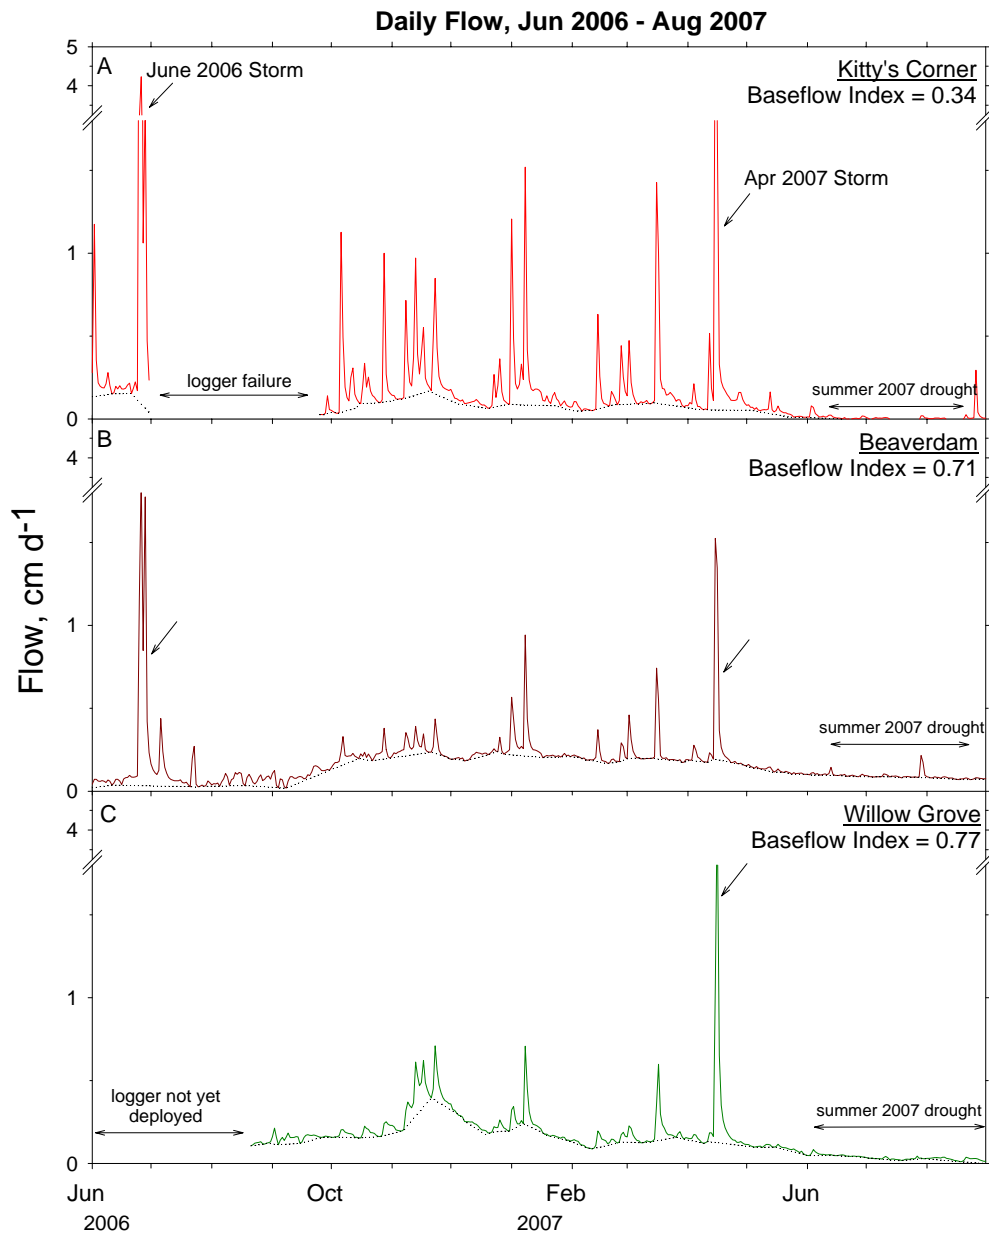 Daily Flow, Jun 2006 - Aug 2007
5
4
1
0
A
June 2006 Storm
Kitty's Corner
Baseflow Index = 0.34
Apr 2007 Storm
logger failure
summer 2007 drought
Flow, cm d-1
4
1
0
B
Beaverdam
Baseflow Index = 0.71
summer 2007 drought
4
1
0
C
Willow Grove
Baseflow Index = 0.77
logger not yet
deployed
summer 2007 drought
Jun Oct Feb Jun
2006 2007